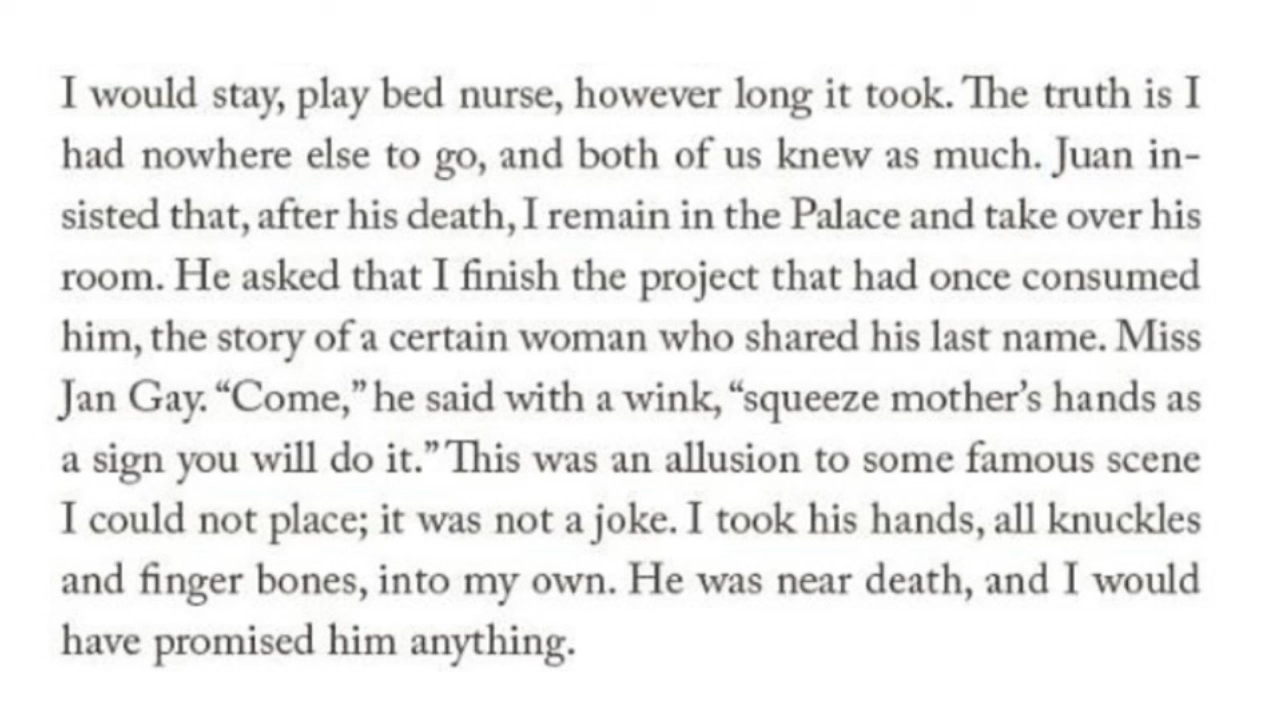 I would stay, play bed nurse, however long it took. The truth is I
had nowhere else to go, and both of us knew as much. Juan in-
sisted that, after his death, I remain in the Palace and take over his
room. He asked that I finish the project that had once consumed
him, the story of a certain woman who shared his last name. Miss
Jan Gay. “Come,” he said with a wink, “squeeze mother’s hands as
a sign you will do it.” This was an allusion to some famous scene
I could not place; it was not a joke. I took his hands, all knuckles
and finger bones, into my own. He was near death, and I would
have promised him anything.